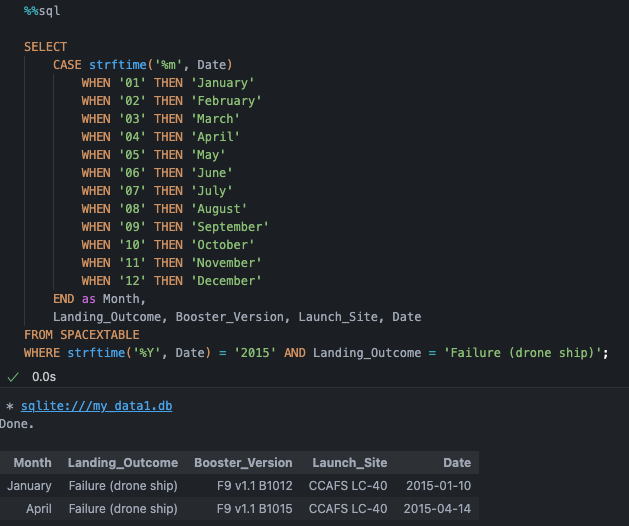 %%sql
SELECT
CASE strftime('%m', Date)
WHEN '01' THEN 'January'
WHEN '02' THEN 'February'
WHEN '03' THEN 'March'
WHEN '04' THEN 'April'
WHEN '05' THEN 'May'
WHEN '06' THEN 'June'
WHEN '07' THEN 'July'
WHEN '08' THEN 'August'
WHEN '09' THEN 'September'
WHEN '10' THEN 'October'
WHEN '11' THEN 'November'
WHEN '12' THEN 'December'
END as Month,
Landing_Outcome, Booster_Version, Launch_Site, Date
FROM SPACEXTABLE
WHERE strftime('%Y', Date) = '2015' AND Landing_Outcome = 'Failure (drone ship)';
✓ 0.0s
* sqlite:///my_data1.db
Done.
Month Landing_Outcome Booster_Version Launch_Site Date
January Failure (drone ship) F9 v1.1 B1012 CCAFS LC-40 2015-01-10
April Failure (drone ship) F9 v1.1 B1015 CCAFS LC-40 2015-04-14